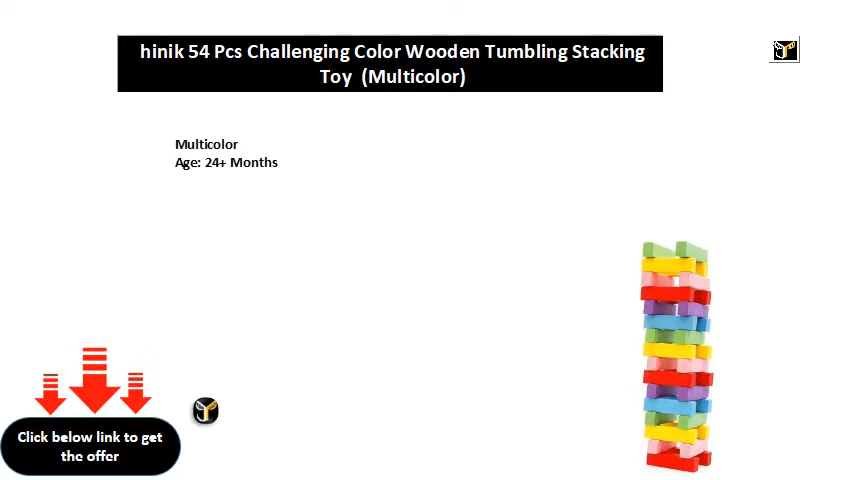 hinik 54 Pcs Challenging Color Wooden Tumbling Stacking
Toy (Multicolor)
Multicolor
Age: 24+ Months
Click below link to get
the offer